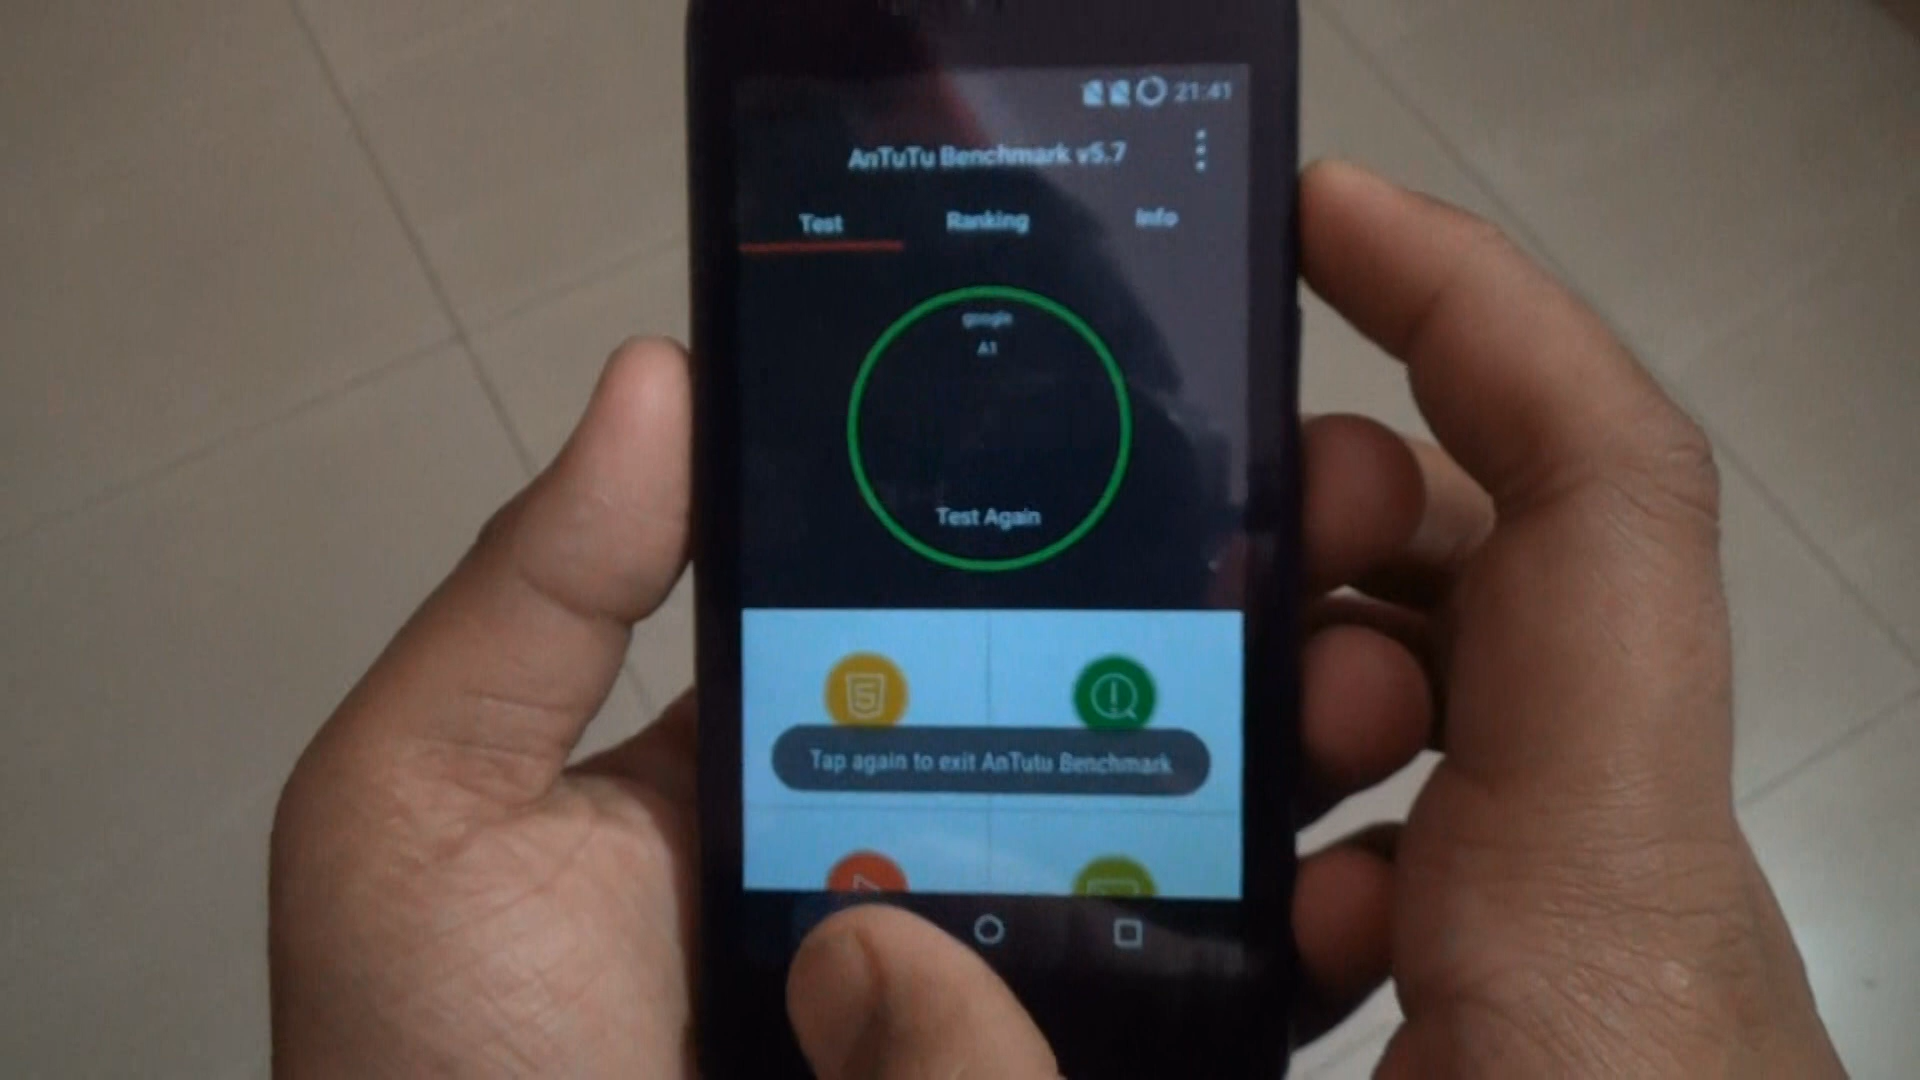 21:41
AnTuTu Benchmark v5.7
Test Ranking Info
google
A1
Test Again
5
Tap again to exit AnTutu Benchmark